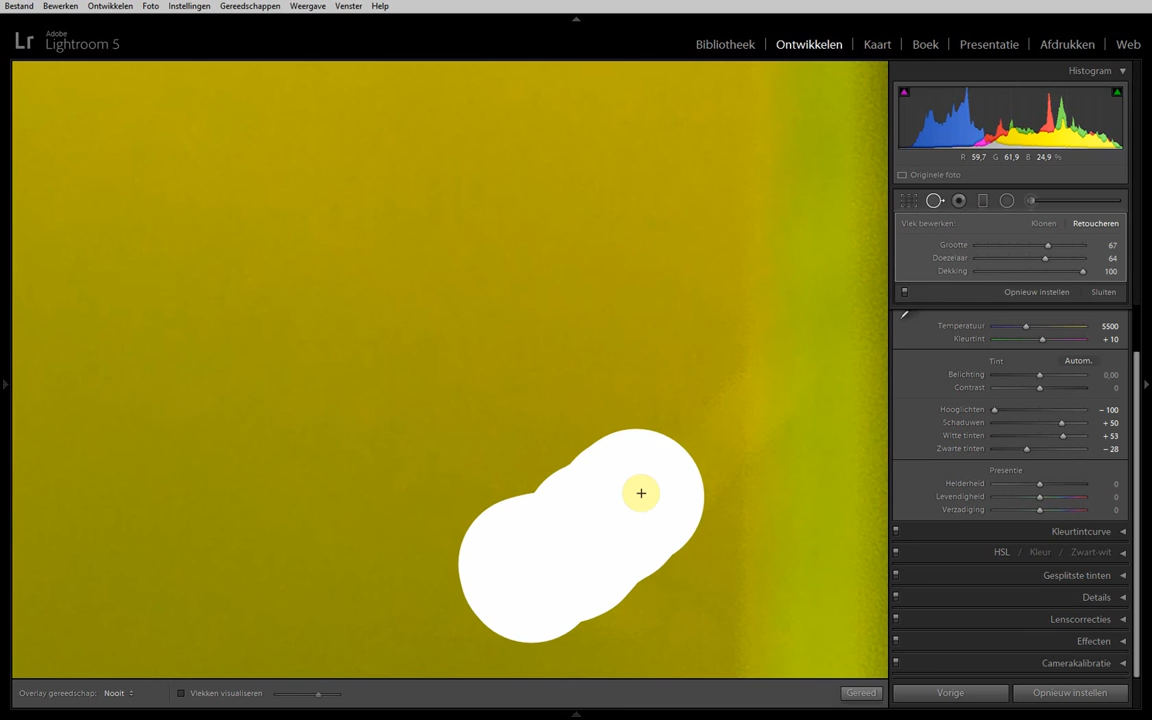 Bestand Bewerken Ontwikkelen Foto Instellingen Gereedschappen Weergave Venster Help
Lr Adobe Lightroom 5
Bibliotheek | Ontwikkelen | Kaart | Boek | Presentatie | Afdrukken | Web
Histogram
R 59,7 G 61,9 B 24,9 %
Originele foto
Vlek bewerken: Klonen Retoucheren
Grootte 67
Doezelaar 64
Dekking 100
Opnieuw instellen Sluiten
Temperatuur 5500
Kleurtint + 10
Tint Autom.
Belichting 0,00
Contrast 0
Hooglichten − 100
Schaduwen + 50
Witte tinten + 53
Zwarte tinten − 28
Presentie
Helderheid 0
Levendigheid 0
Verzadiging 0
Kleurtintcurve
HSL / Kleur / Zwart-wit
Gesplitste tinten
Details
Lenscorrecties
Effecten
Camerakalibratie
Overlay gereedschap: Nooit Vlekken visualiseren Gereed Vorige Opnieuw instellen